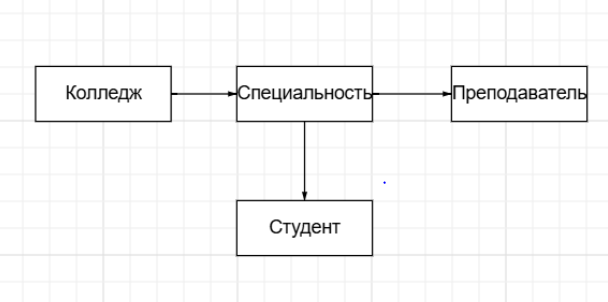 Колледж
Специальность
Преподаватель
Студент